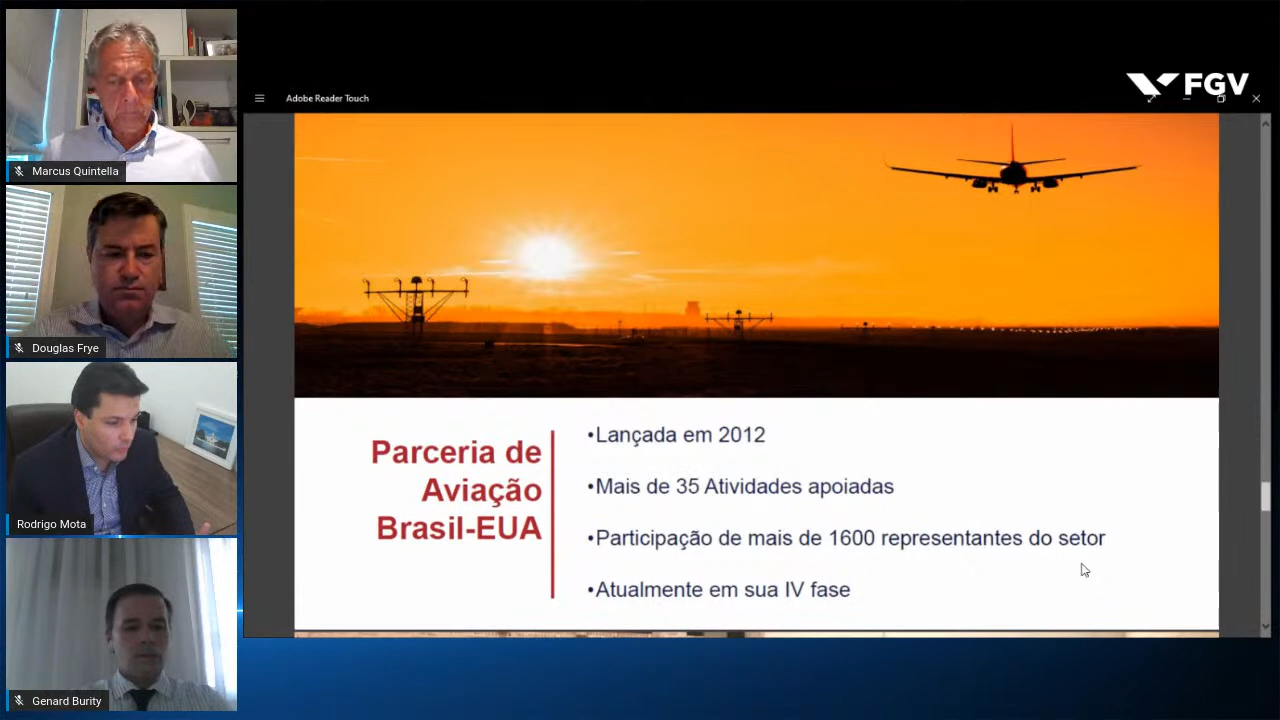 FGV
Adobe Reader Touch
Marcus Quintella
Douglas Frye
Rodrigo Mota
Genard Burity
Parceria de
Aviação
Brasil-EUA
•Lançada em 2012
•Mais de 35 Atividades apoiadas
•Participação de mais de 1600 representantes do setor
•Atualmente em sua IV fase